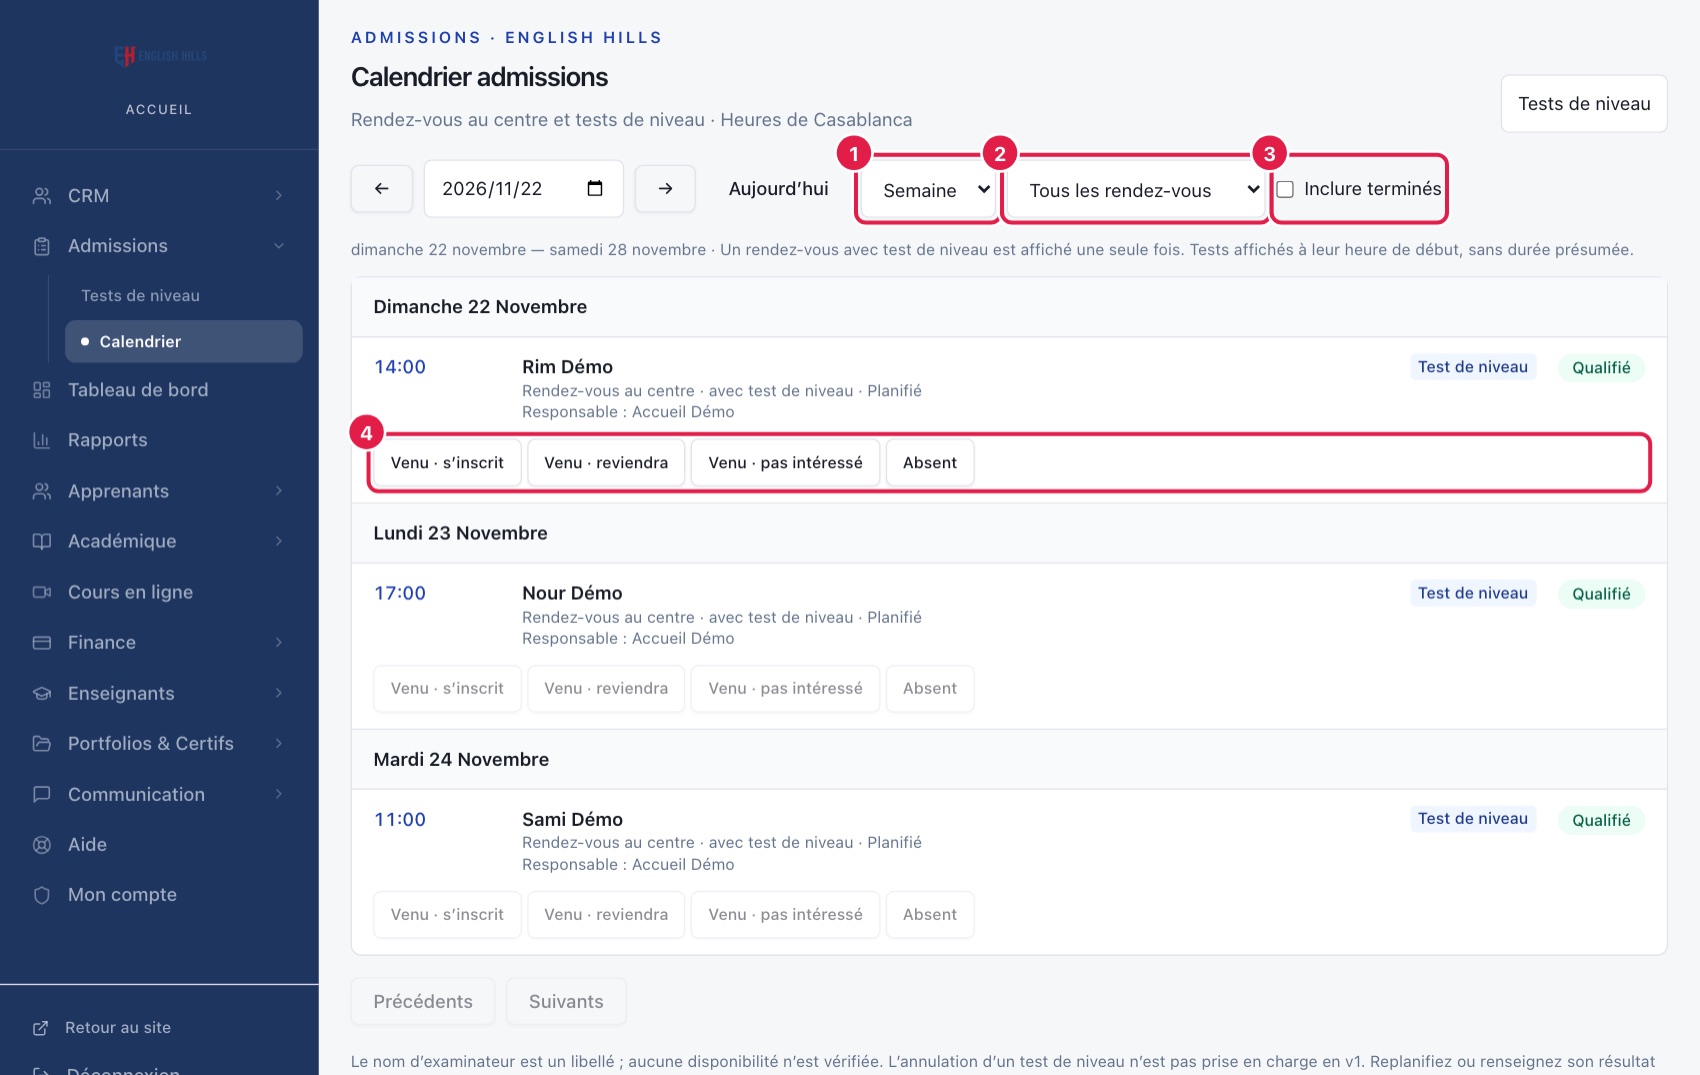 ENGLISH HILLS
ACCUEIL
CRM
Admissions
Tests de niveau
Calendrier
Tableau de bord
Rapports
Apprenants
Académique
Cours en ligne
Finance
Enseignants
Portfolios & Certifs
Communication
Aide
Mon compte
Retour au site
Déconnexion
ADMISSIONS · ENGLISH HILLS
Calendrier admissions
Rendez-vous au centre et tests de niveau · Heures de Casablanca
Tests de niveau
← 2026/11/22 → Aujourd’hui 1 Semaine 2 Tous les rendez-vous 3 Inclure terminés
dimanche 22 novembre — samedi 28 novembre · Un rendez-vous avec test de niveau est affiché une seule fois. Tests affichés à leur heure de début, sans durée présumée.
Dimanche 22 Novembre
14:00 Rim Démo Test de niveau Qualifié
Rendez-vous au centre · avec test de niveau · Planifié
Responsable : Accueil Démo
4
Venu · s’inscrit Venu · reviendra Venu · pas intéressé Absent
Lundi 23 Novembre
17:00 Nour Démo Test de niveau Qualifié
Rendez-vous au centre · avec test de niveau · Planifié
Responsable : Accueil Démo
Venu · s’inscrit Venu · reviendra Venu · pas intéressé Absent
Mardi 24 Novembre
11:00 Sami Démo Test de niveau Qualifié
Rendez-vous au centre · avec test de niveau · Planifié
Responsable : Accueil Démo
Venu · s’inscrit Venu · reviendra Venu · pas intéressé Absent
Précédents Suivants
Le nom d’examinateur est un libellé ; aucune disponibilité n’est vérifiée. L’annulation d’un test de niveau n’est pas prise en charge en v1. Replanifiez ou renseignez son résultat